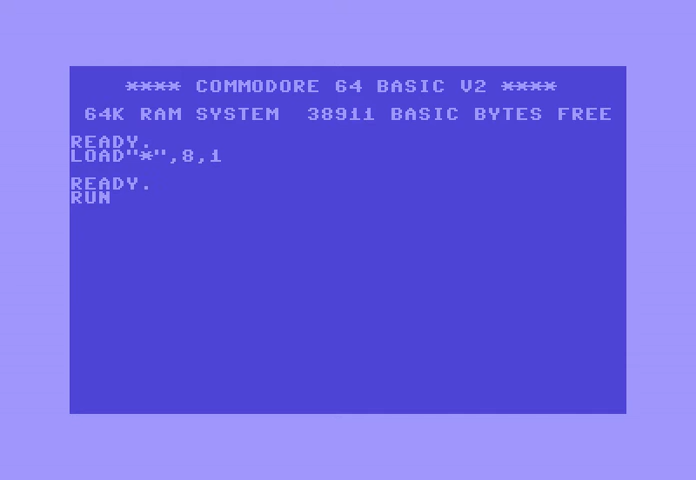 **** COMMODORE 64 BASIC V2 ****
64K RAM SYSTEM  38911 BASIC BYTES FREE
READY.
LOAD"*",8,1
READY.
RUN